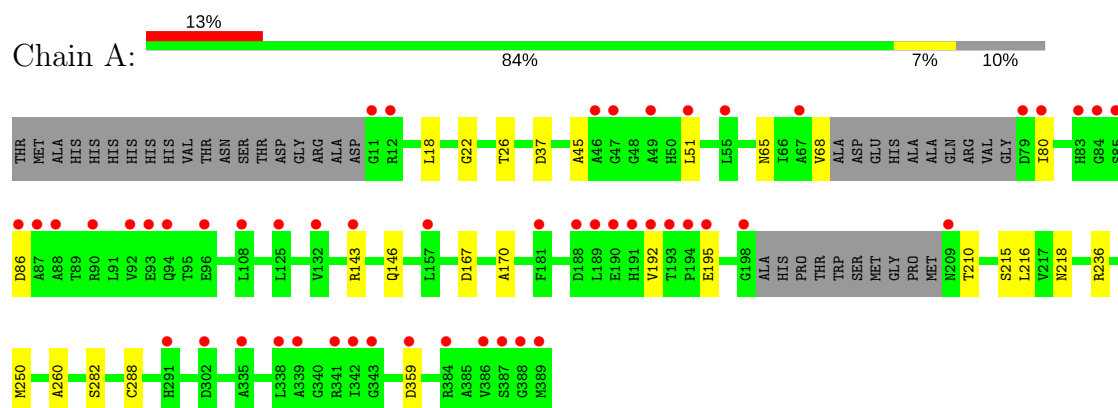 13%
Chain A:
84% 7% 10%
THR MET ALA HIS HIS HIS HIS HIS HIS VAL THR ASN SER THR ASP GLY ARG ALA ASP G11 R12 L18 G22 T26 D37 A45 A46 G47 G48 A49 H50 L51 L55 N65 I66 A67 V68 ALA ASP GLU HIS ALA ALA GLN ARG VAL GLY D79 I80 H83 G84 S85
D86 A87 A88 T89 R90 L91 V92 E93 Q94 T95 E96 L108 L125 V132 R143 Q146 L157 D167 A170 F181 D188 L189 E190 H191 V192 T193 P194 E195 G198 ALA HIS PRO THR TRP SER MET GLY PRO MET N209 T210 S215 L216 V217 N218 R236
M250 A260 S282 C288 H291 D302 A335 L338 A339 G340 R341 I342 G343 D359 R384 A385 V386 S387 G388 M389